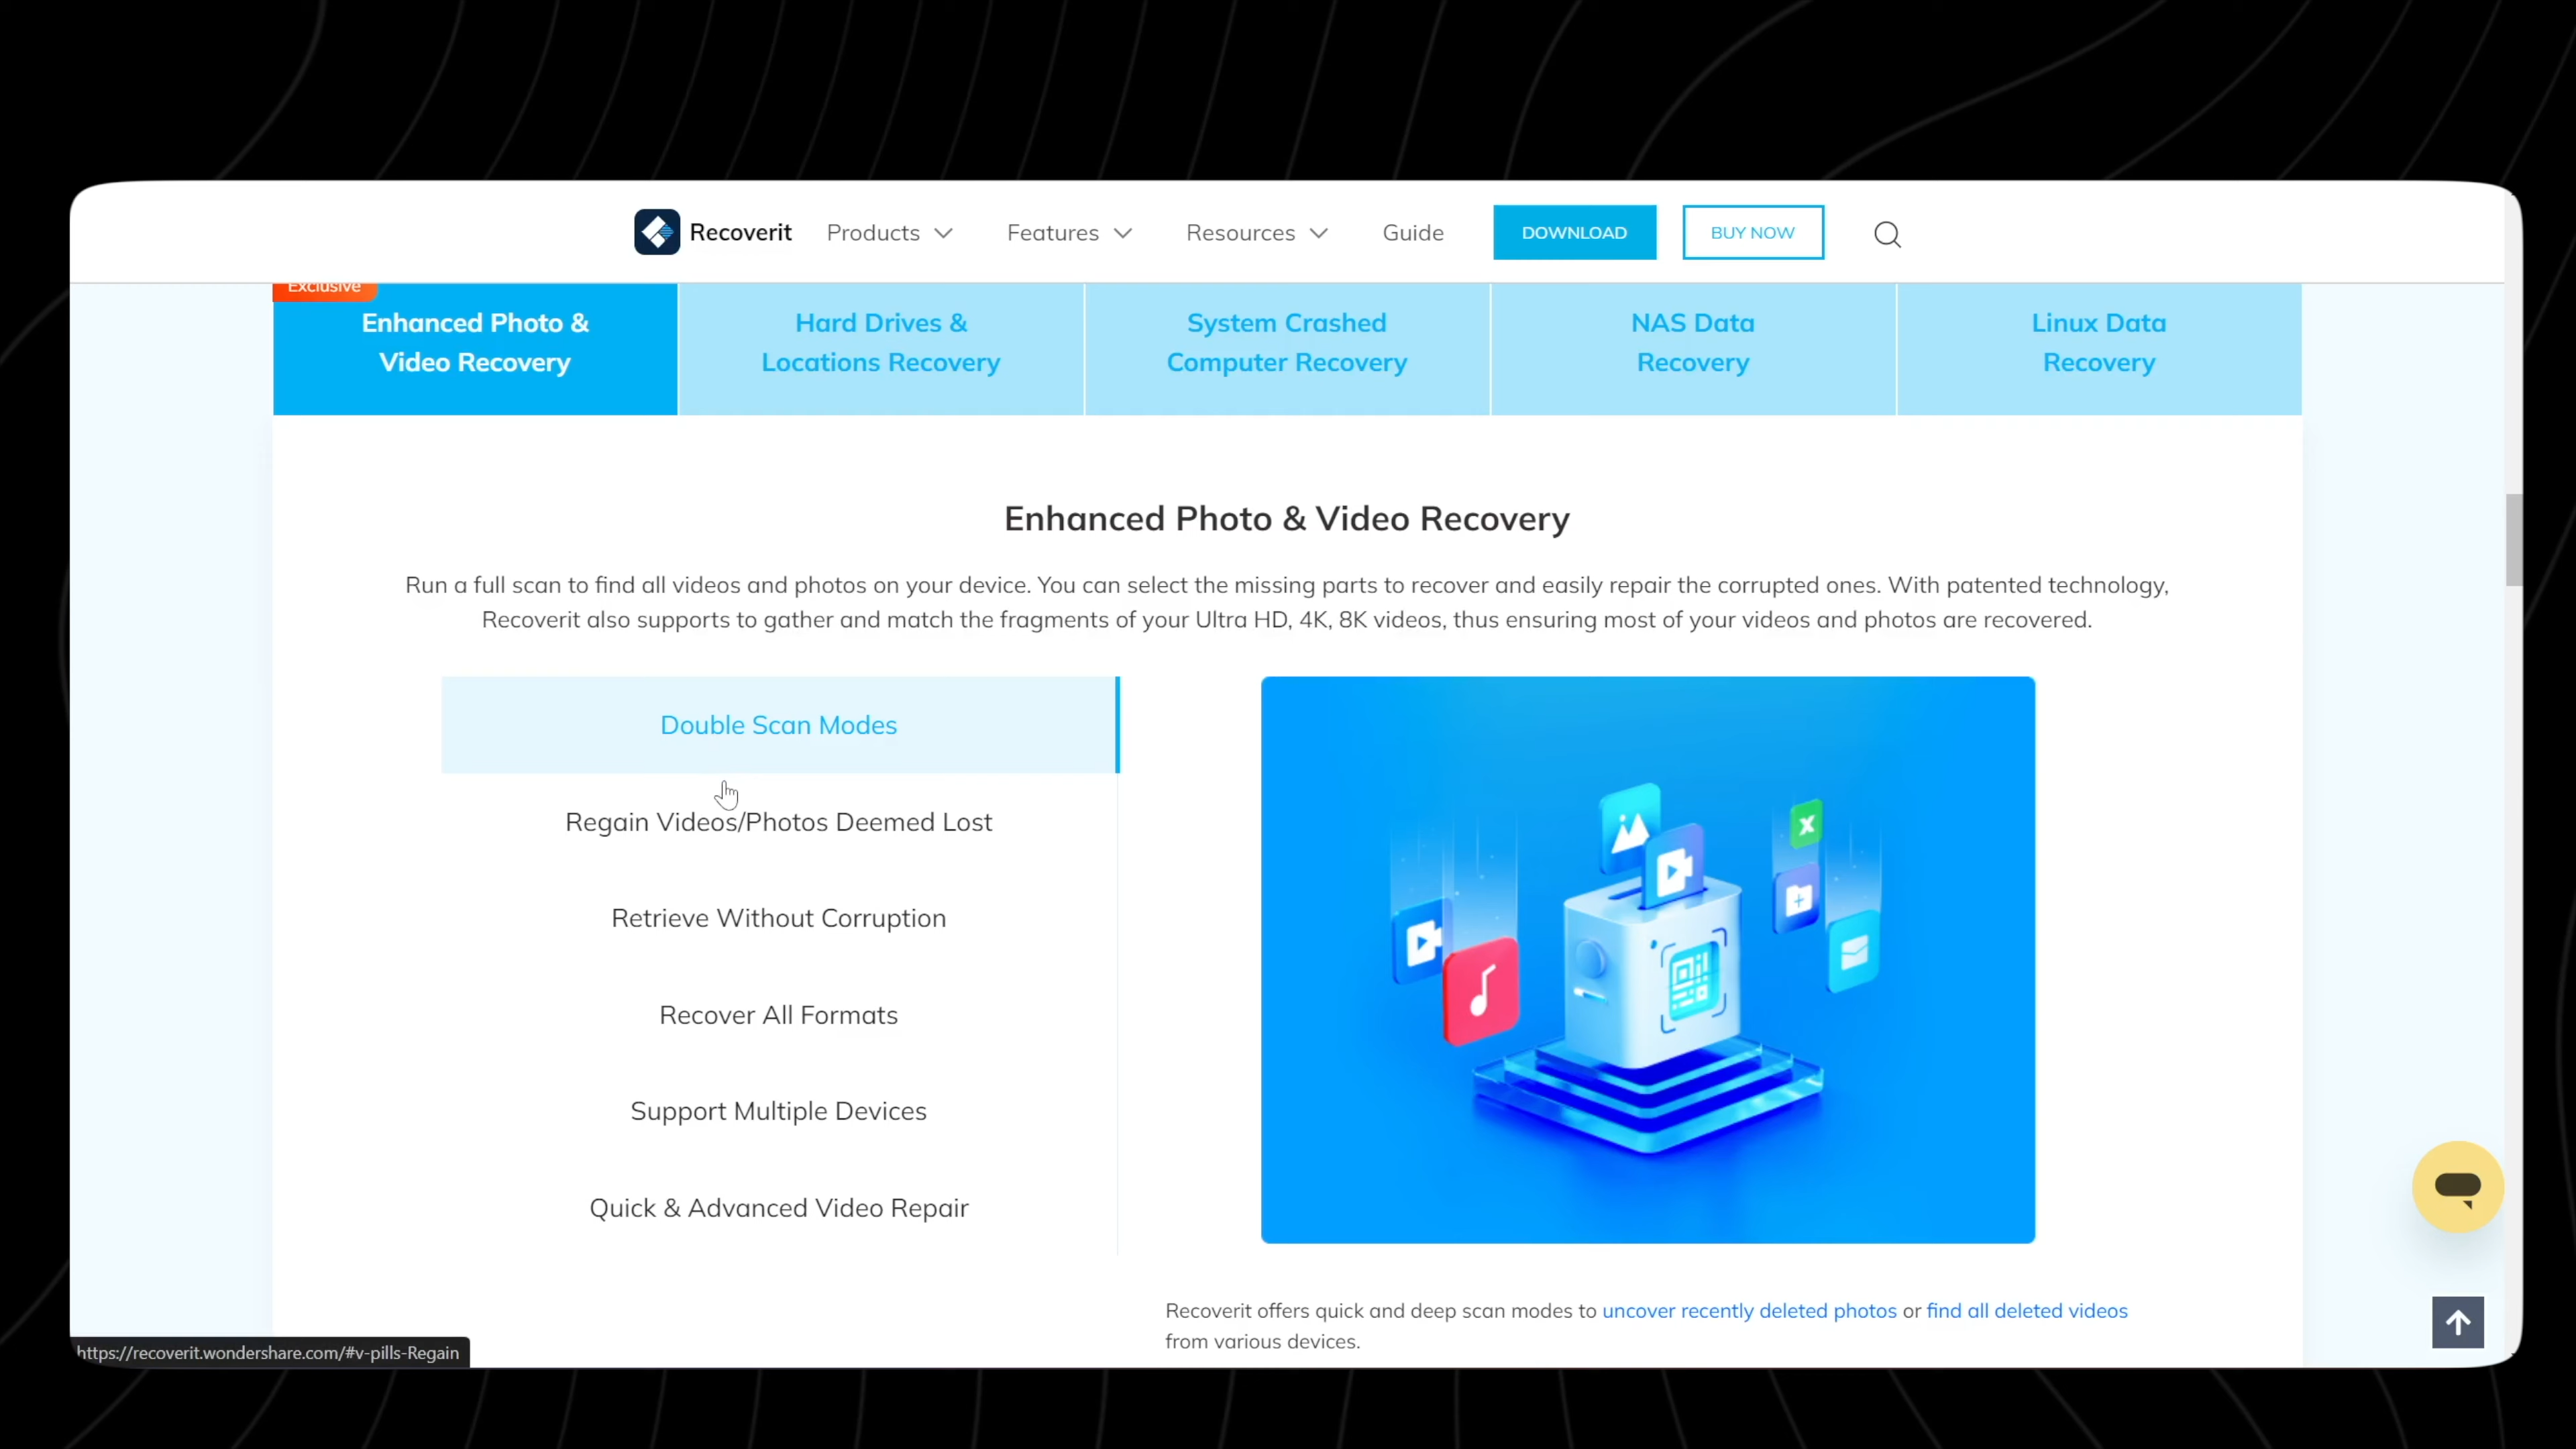 Recoverit Products Features Resources Guide DOWNLOAD BUY NOW
Exclusive
Enhanced Photo &
Video Recovery
Hard Drives &
Locations Recovery
System Crashed
Computer Recovery
NAS Data
Recovery
Linux Data
Recovery
Enhanced Photo & Video Recovery
Run a full scan to find all videos and photos on your device. You can select the missing parts to recover and easily repair the corrupted ones. With patented technology,
Recoverit also supports to gather and match the fragments of your Ultra HD, 4K, 8K videos, thus ensuring most of your videos and photos are recovered.
Double Scan Modes
Regain Videos/Photos Deemed Lost
Retrieve Without Corruption
Recover All Formats
Support Multiple Devices
Quick & Advanced Video Repair
X
Recoverit offers quick and deep scan modes to uncover recently deleted photos or find all deleted videos
from various devices.
https://recoverit.wondershare.com/#v-pills-Regain